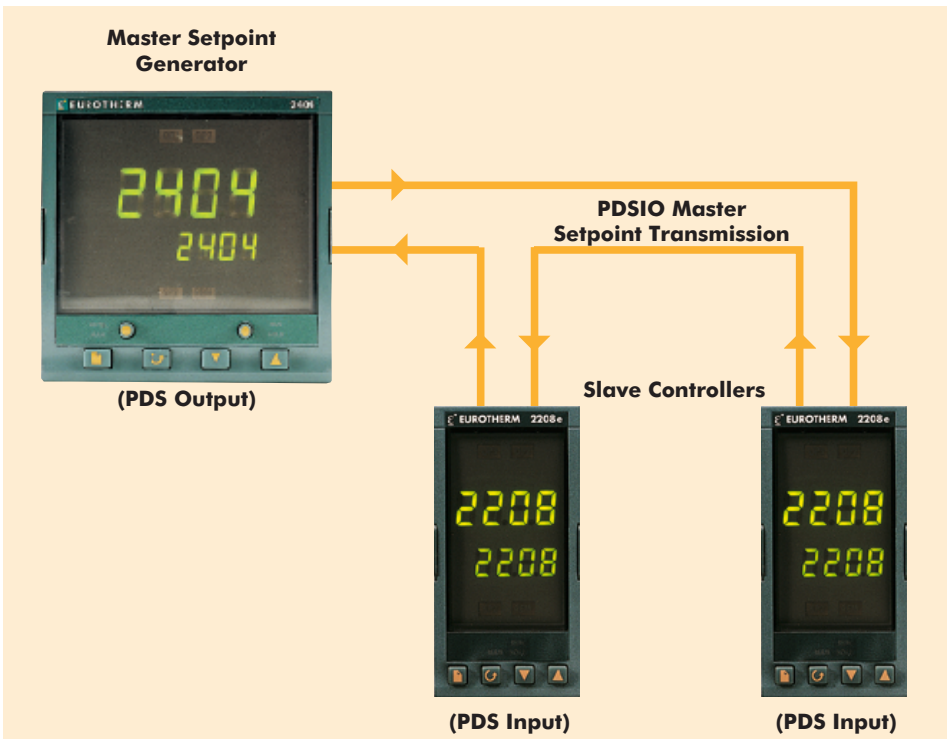 Master Setpoint
Generator
EUROTHERM 2404
2404
2404
(PDS Output)
PDSIO Master
Setpoint Transmission
Slave Controllers
EUROTHERM 2208e
2208
2208
(PDS Input)
EUROTHERM 2208e
2208
2208
(PDS Input)